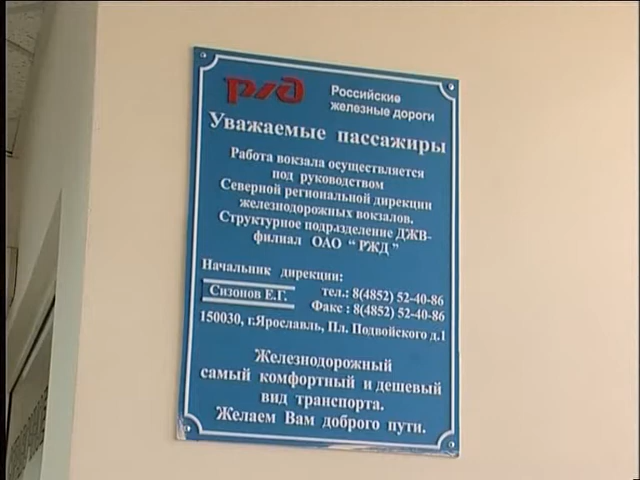 РЖД
Российские
железные дороги
Уважаемые пассажиры
Работа вокзала осуществляется
под руководством
Северной региональной дирекции
железнодорожных вокзалов.
Структурное подразделение ДЖВ-
филиал ОАО “РЖД”
Начальник дирекции:
Сизонов Е.Г.
тел.: 8(4852) 52-40-86
Факс : 8(4852) 52-40-86
150030, г.Ярославль, Пл. Подвойского д.1
Железнодорожный
самый комфортный и дешевый
вид транспорта.
Желаем Вам доброго пути.